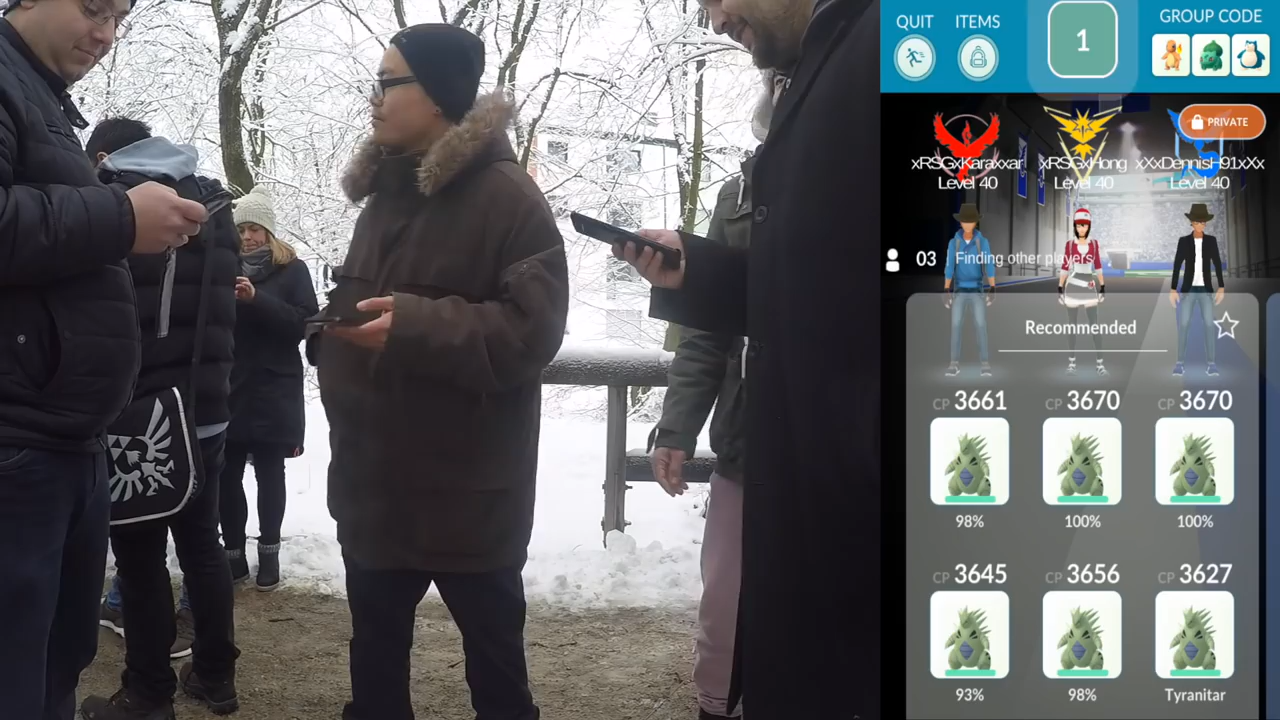 QUIT ITEMS
1
GROUP CODE
PRIVATE
xRSGxKaraxxar xRSGxHong xXxDennisH91xXx
Level 40 Level 40 Level 40
03 Finding other players
Recommended
CP 3661 CP 3670 CP 3670
98% 100% 100%
CP 3645 CP 3656 CP 3627
93% 98% Tyranitar